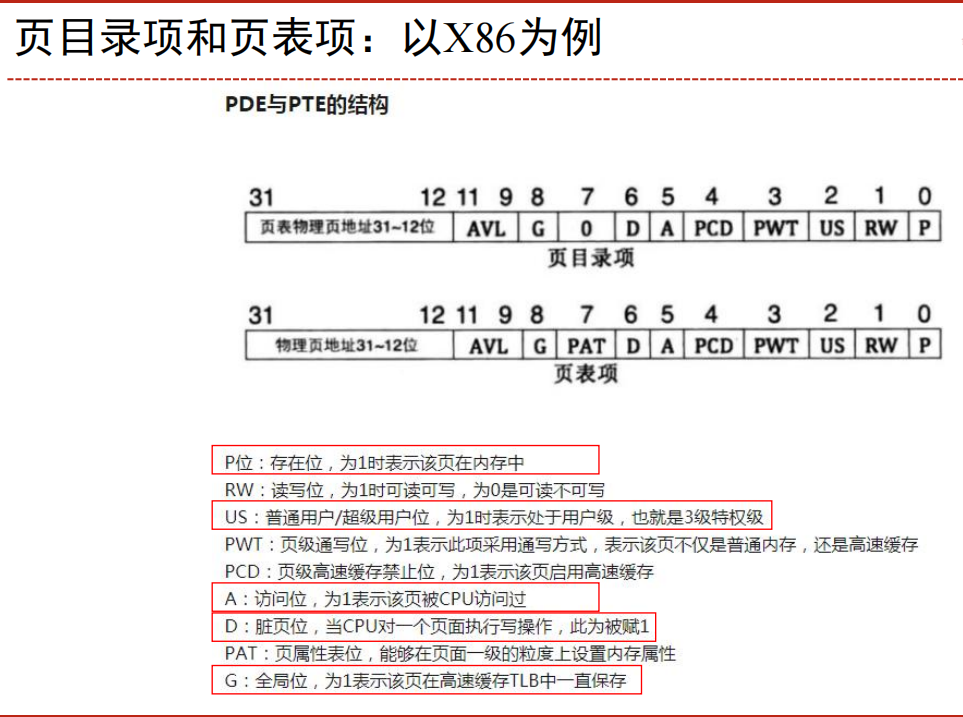 页目录项和页表项：以X86为例
PDE与PTE的结构
31 12 11 9 8 7 6 5 4 3 2 1 0
页表物理页地址31~12位 AVL G 0 D A PCD PWT US RW P
页目录项
31 12 11 9 8 7 6 5 4 3 2 1 0
物理页地址31~12位 AVL G PAT D A PCD PWT US RW P
页表项
P位：存在位，为1时表示该页在内存中
RW：读写位，为1时可读可写，为0是可读不可写
US：普通用户/超级用户位，为1时表示处于用户级，也就是3级特权级
PWT：页级通写位，为1表示此项采用通写方式，表示该页不仅是普通内存，还是高速缓存
PCD：页级高速缓存禁止位，为1表示该页启用高速缓存
A：访问位，为1表示该页被CPU访问过
D：脏页位，当CPU对一个页面执行写操作，此为被赋1
PAT：页属性表位，能够在页面一级的粒度上设置内存属性
G：全局位，为1表示该页在高速缓存TLB中一直保存